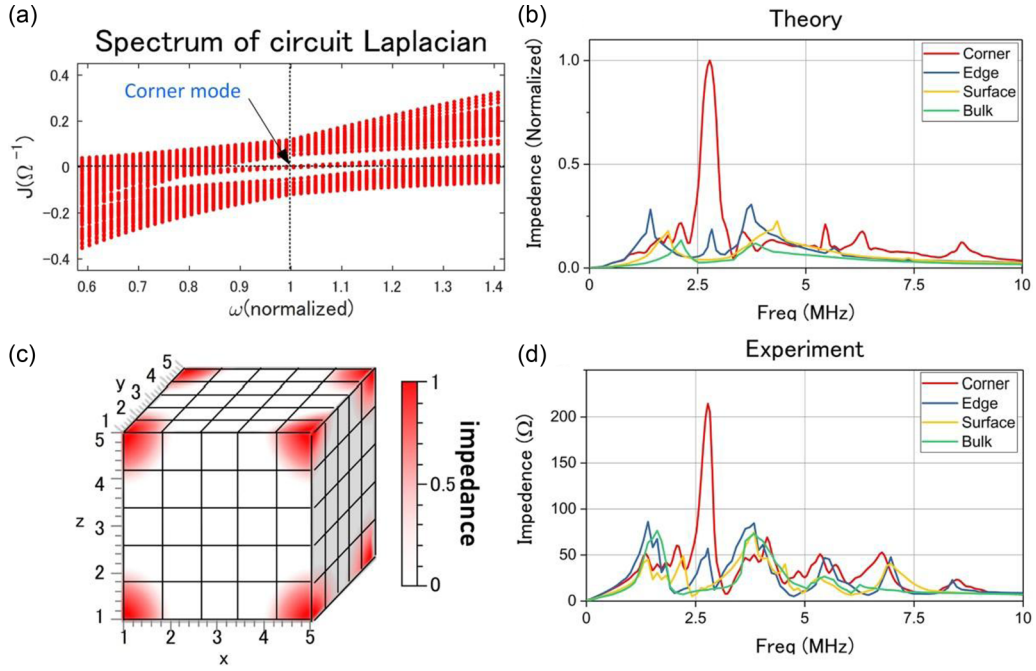 (a)
Spectrum of circuit Laplacian
Corner mode
J(Ω⁻¹)
0.4
0.2
0
−0.2
−0.4
0.6 0.7 0.8 0.9 1 1.1 1.2 1.3 1.4
ω(normalized)
(b)
Theory
Impedence (Normalized)
1.0
0.5
0.0
0 2.5 5 7.5 10
Freq (MHz)
Corner
Edge
Surface
Bulk
(c)
y
5
4
3
2
1
z
5
4
3
2
1
1 2 3 4 5
x
impedance
1
0.5
0
(d)
Experiment
Impedence (Ω)
200
150
100
50
0
0 2.5 5 7.5 10
Freq (MHz)
Corner
Edge
Surface
Bulk